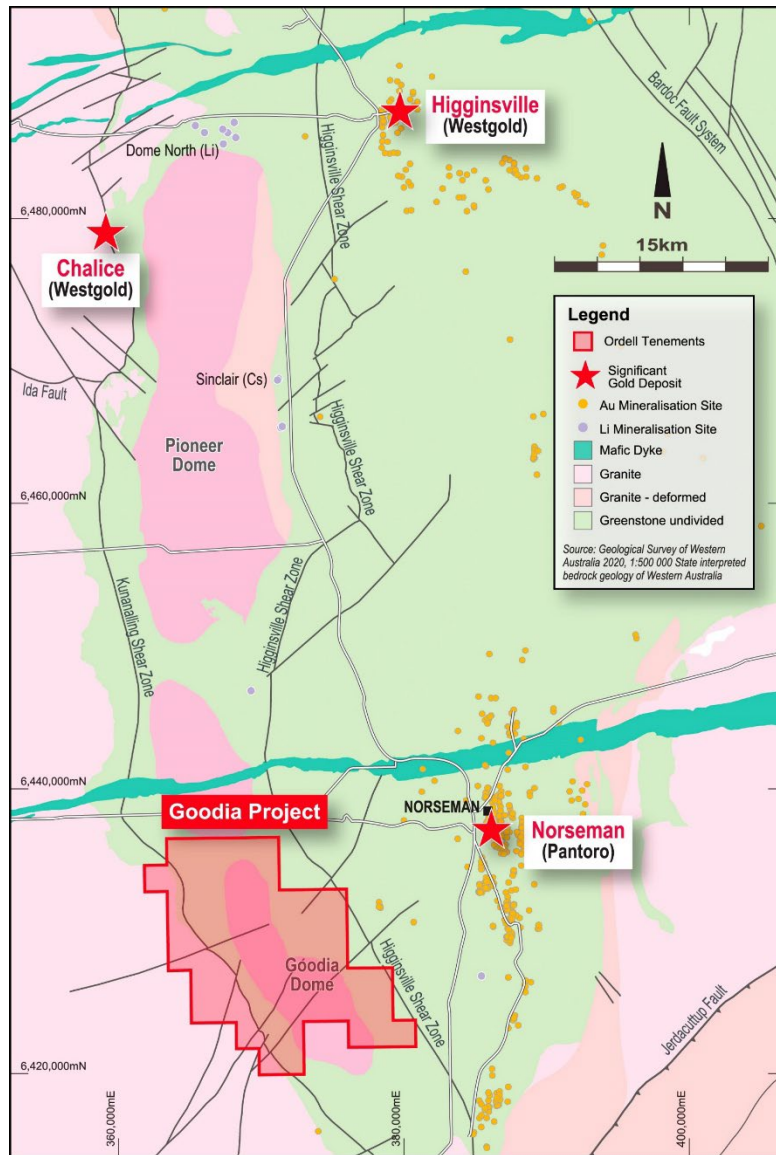 Higginsville
(Westgold)
Bardoc Fault System
Dome North (Li)
Higginsville Shear Zone
6,480,000mN
N
15km
Chalice
(Westgold)
Legend
Ordell Tenements
Significant
Gold Deposit
Au Mineralisation Site
Li Mineralisation Site
Mafic Dyke
Granite
Granite - deformed
Greenstone undivided
Source: Geological Survey of Western
Australia 2020, 1:500 000 State interpreted
bedrock geology of Western Australia
Ida Fault
Sinclair (Cs)
Pioneer
Dome
Higginsville Shear Zone
6,460,000mN
Kunanalling Shear Zone
Higginsville Shear Zone
6,440,000mN
Goodia Project
NORSEMAN
Norseman
(Pantoro)
Goodia
Dome
Higginsville Shear Zone
Jerdacuttup Fault
6,420,000mN
360,000mE
380,000mE
400,000mE